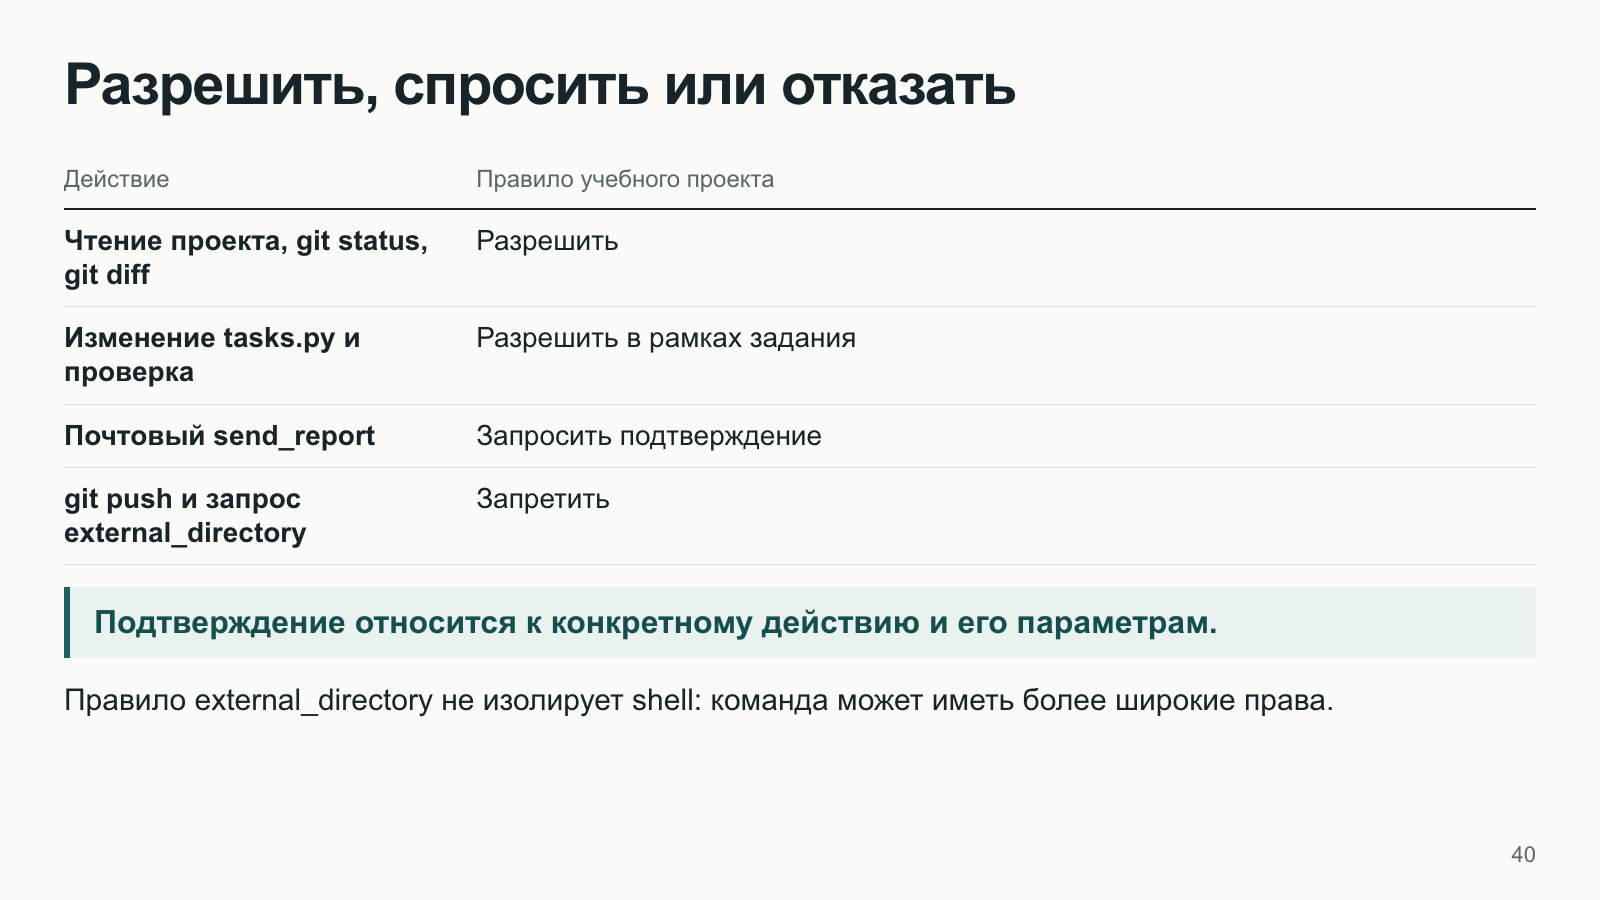 Разрешить, спросить или отказать
Действие
Правило учебного проекта
Чтение проекта, git status,
git diff
Разрешить
Изменение tasks.py и
проверка
Разрешить в рамках задания
Почтовый send_report
Запросить подтверждение
git push и запрос
external_directory
Запретить
Подтверждение относится к конкретному действию и его параметрам.
Правило external_directory не изолирует shell: команда может иметь более широкие права.
40